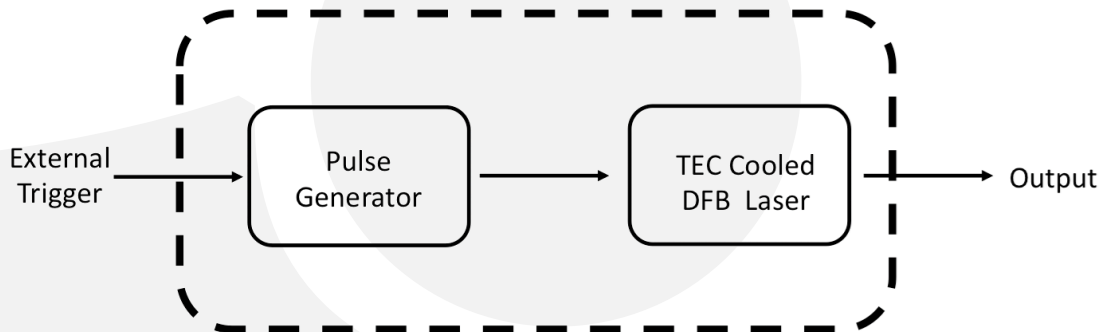 External
Trigger
Pulse
Generator
TEC Cooled
DFB  Laser
Output